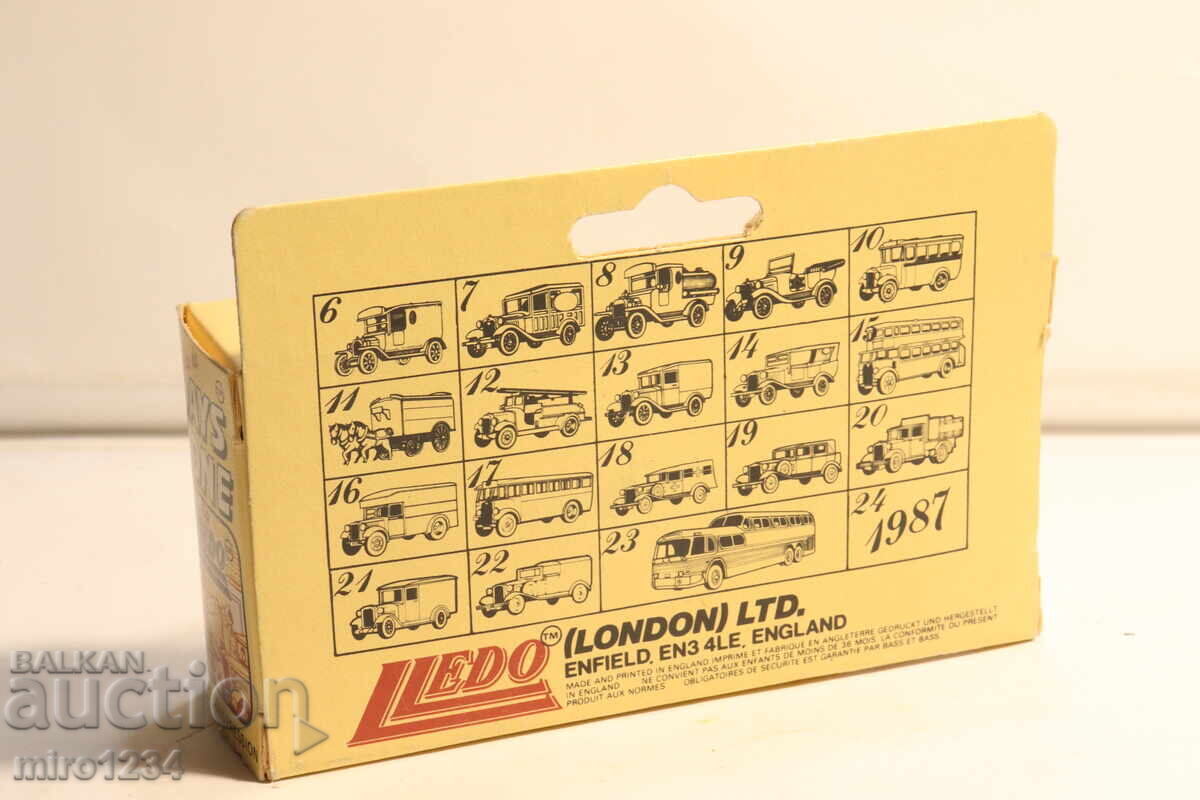 6 7 8 9 10
11 12 13 14 15
16 17 18 19 20
21 22 23 24 1987
LLEDO™ (LONDON) LTD.
ENFIELD, EN3 4LE, ENGLAND
MADE AND PRINTED IN ENGLAND IMPRIME ET FABRIQUE EN ANGLETERRE GEDRUCKT UND HERGESTELLT
IN ENGLAND NE CONVIENT PAS AUX ENFANTS DE MOINS DE 36 MOIS. LA CONFORMITE DU PRESENT
PRODUIT AUX NORMES OBLIGATOIRES DE SECURITE EST GARANTIE PAR BASS ET BASS.
AYS®
BALKAN
auction
miro1234